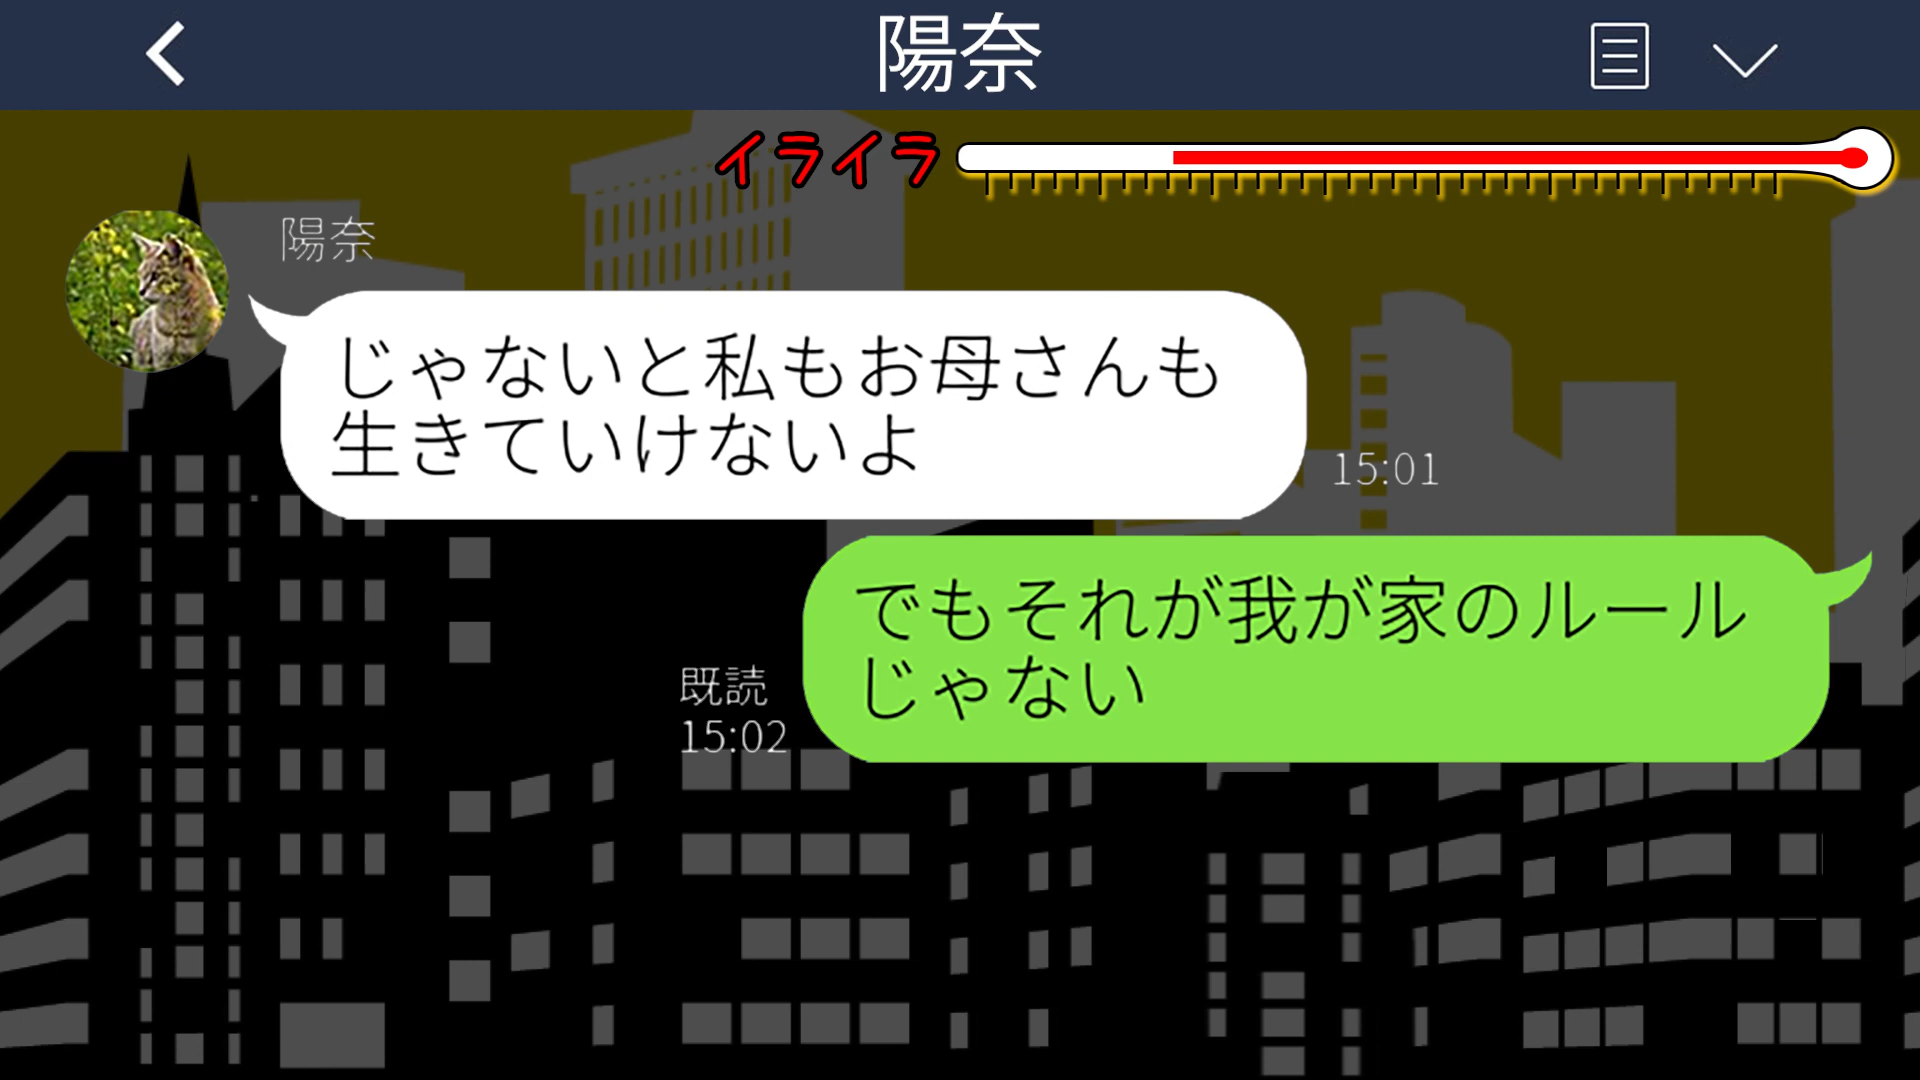 陽奈
イライラ
陽奈
じゃないと私もお母さんも
生きていけないよ
15:01
でもそれが我が家のルール
じゃない
既読
15:02